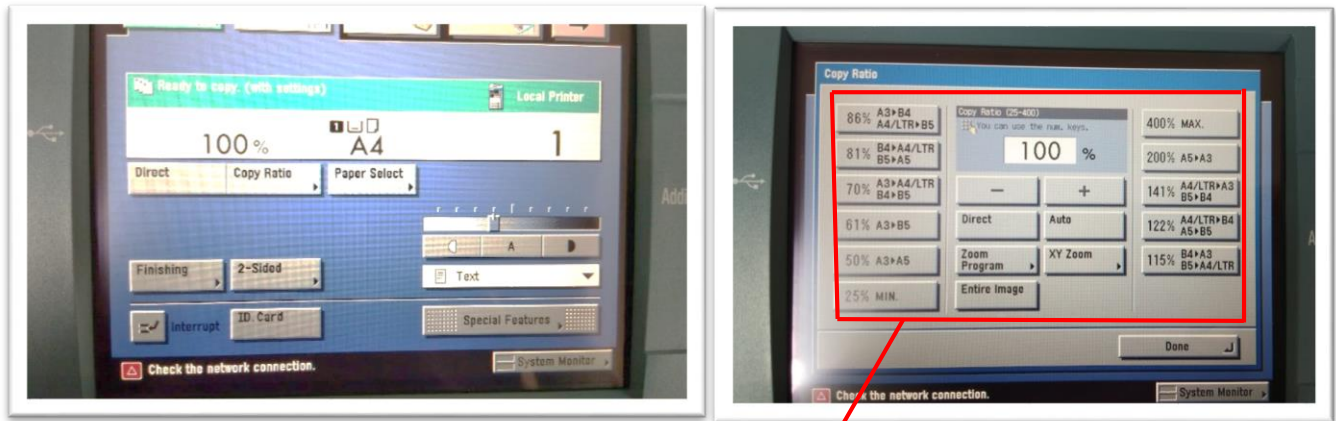 Ready to copy. (with settings)
Local Printer
100 %
1
A4
1
Direct
Copy Ratio
Paper Select
A
Finishing
2-Sided
Text
Interrupt
ID. Card
Special Features
Check the network connection.
System Monitor
Copy Ratio
86% A3▸B4
A4/LTR▸B5
81% B4▸A4/LTR
B5▸A5
70% A3▸A4/LTR
B4▸B5
61% A3▸B5
50% A3▸A5
25% MIN.
Copy Ratio (25-400)
You can use the num. keys.
100 %
−
+
Direct
Auto
Zoom
Program
XY Zoom
Entire Image
400% MAX.
200% A5▸A3
141% A4/LTR▸A3
B5▸B4
122% A4/LTR▸B4
A5▸B5
115% B4▸A3
B5▸A4/LTR
Done
Check the network connection.
System Monitor